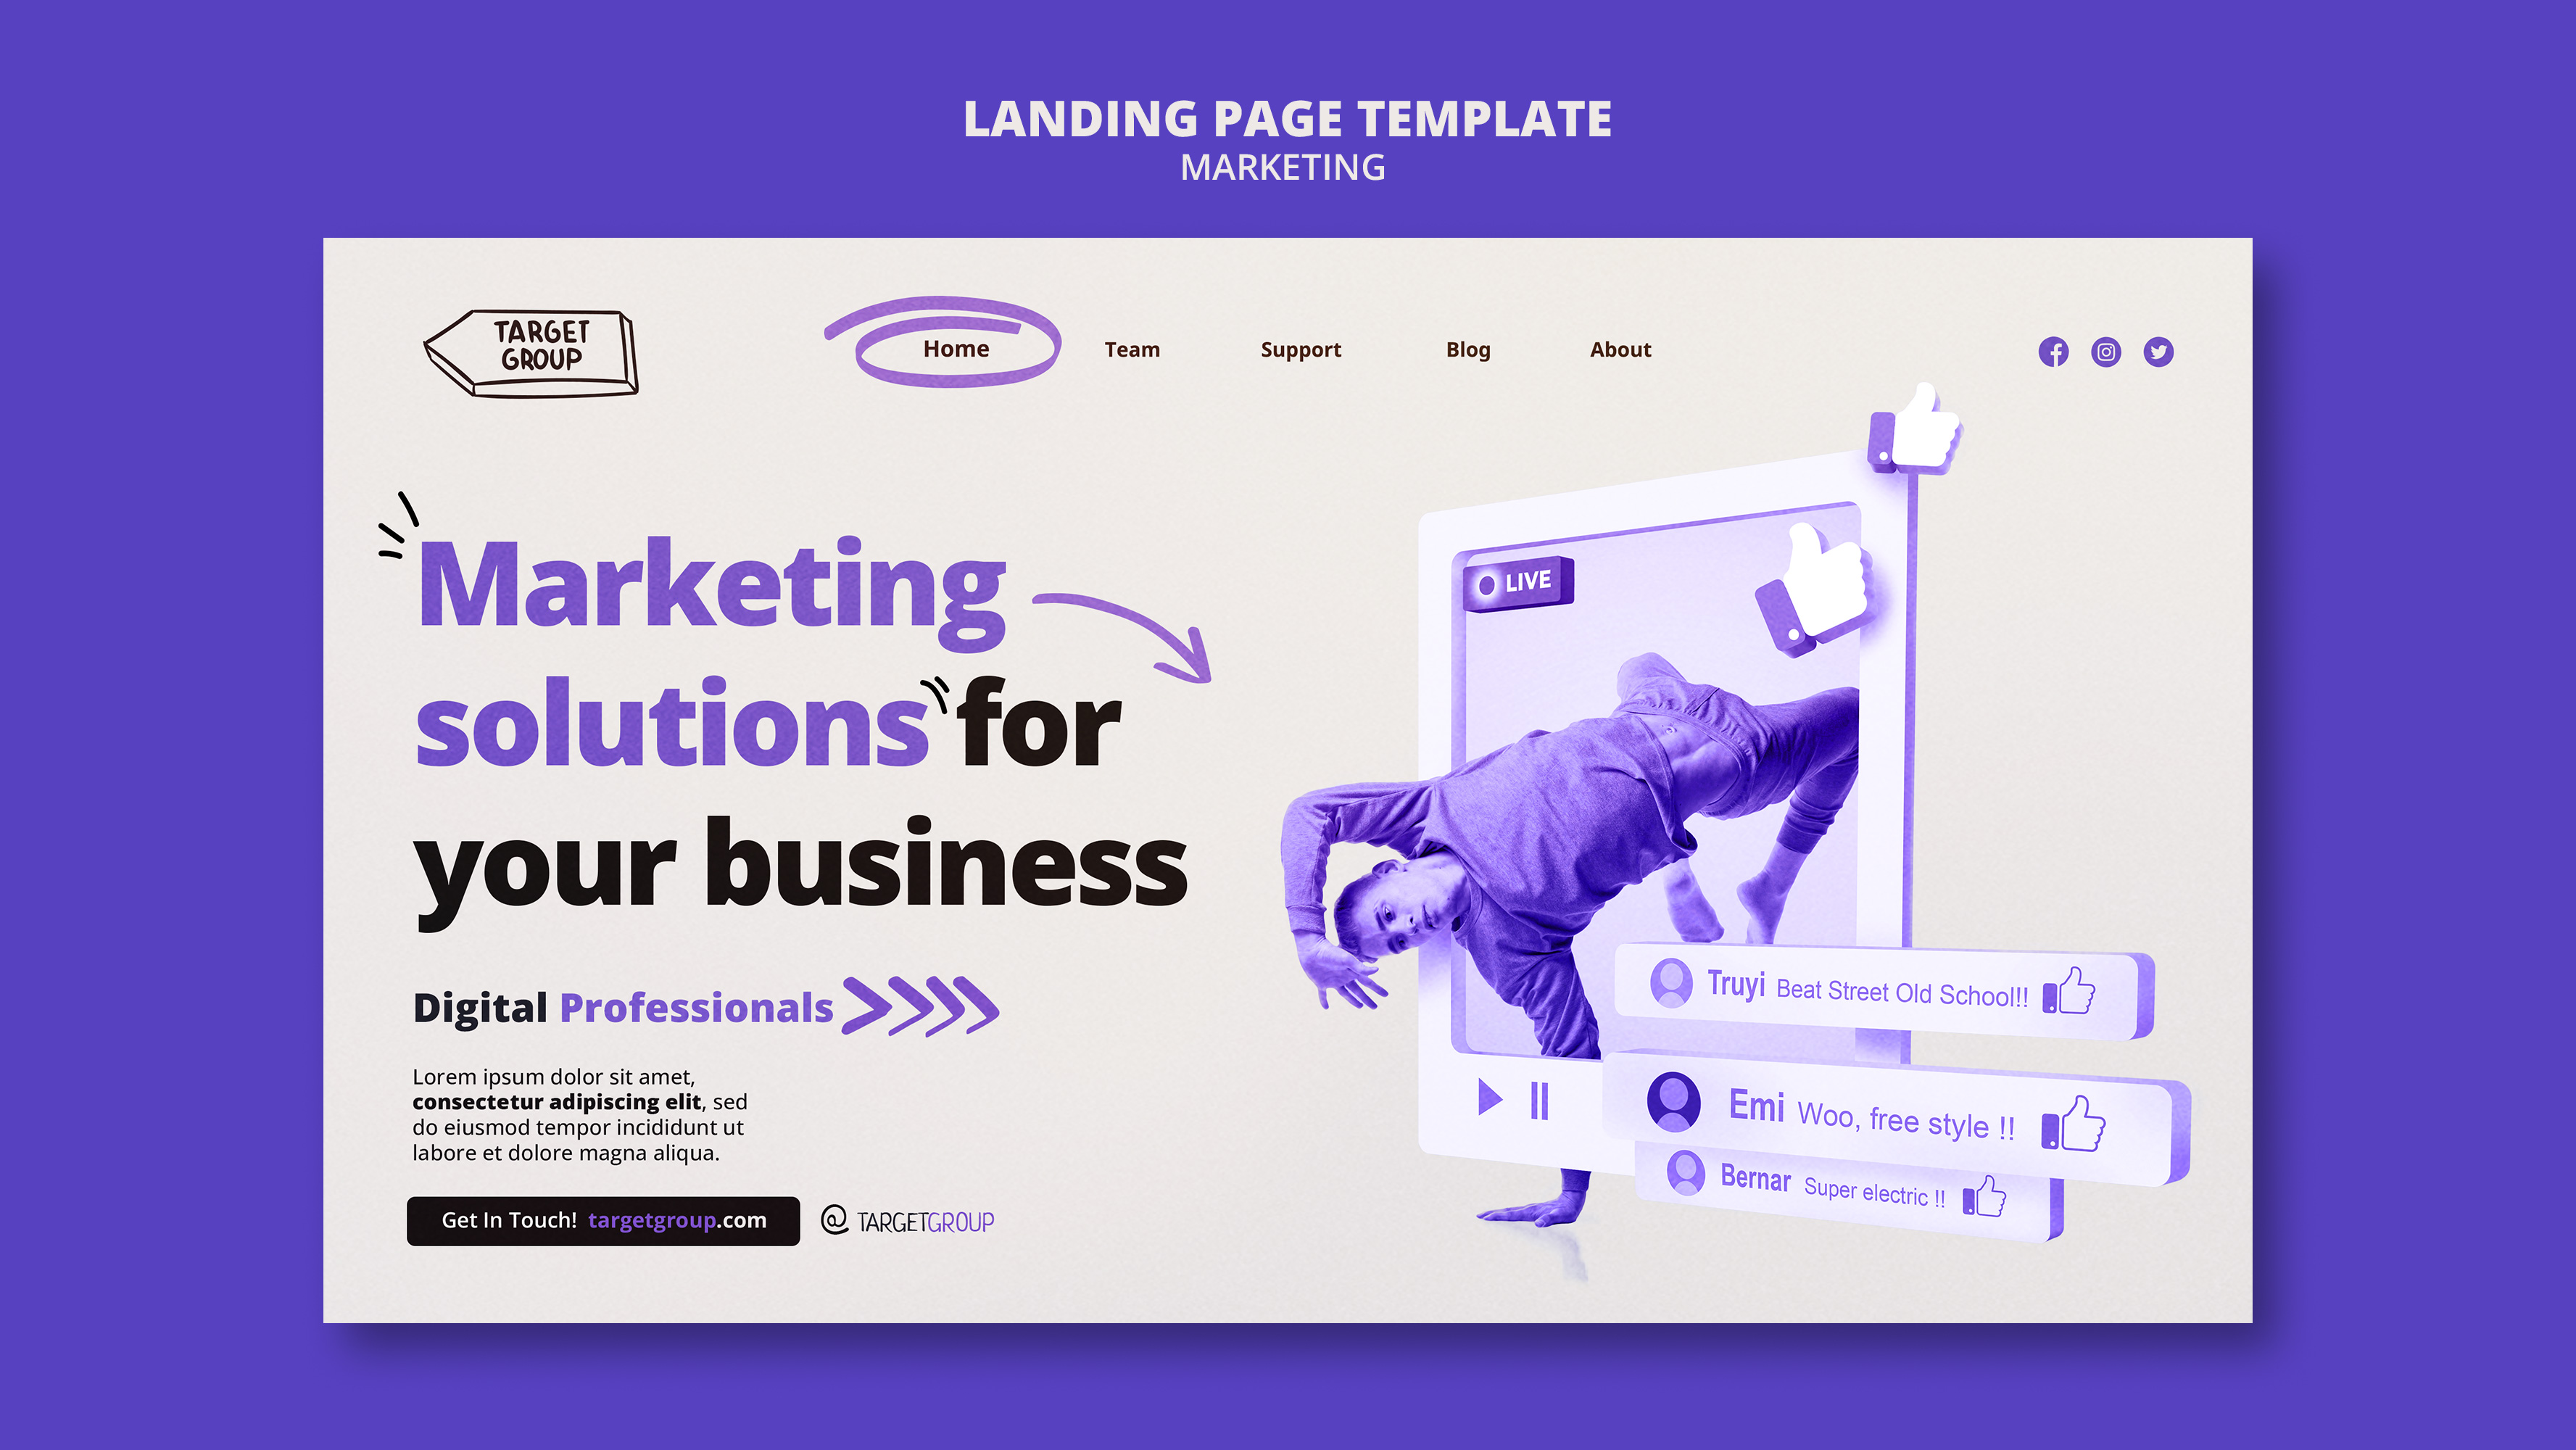 LANDING PAGE TEMPLATE
MARKETING
TARGET
GROUP
Home
Team
Support
Blog
About
Marketing
solutions for
your business
LIVE
Digital Professionals
Lorem ipsum dolor sit amet,
consectetur adipiscing elit, sed
do eiusmod tempor incididunt ut
labore et dolore magna aliqua.
Get In Touch! targetgroup.com
@ TARGETGROUP
Truyi Beat Street Old School!!
Emi Woo, free style !!
Bernar Super electric !!